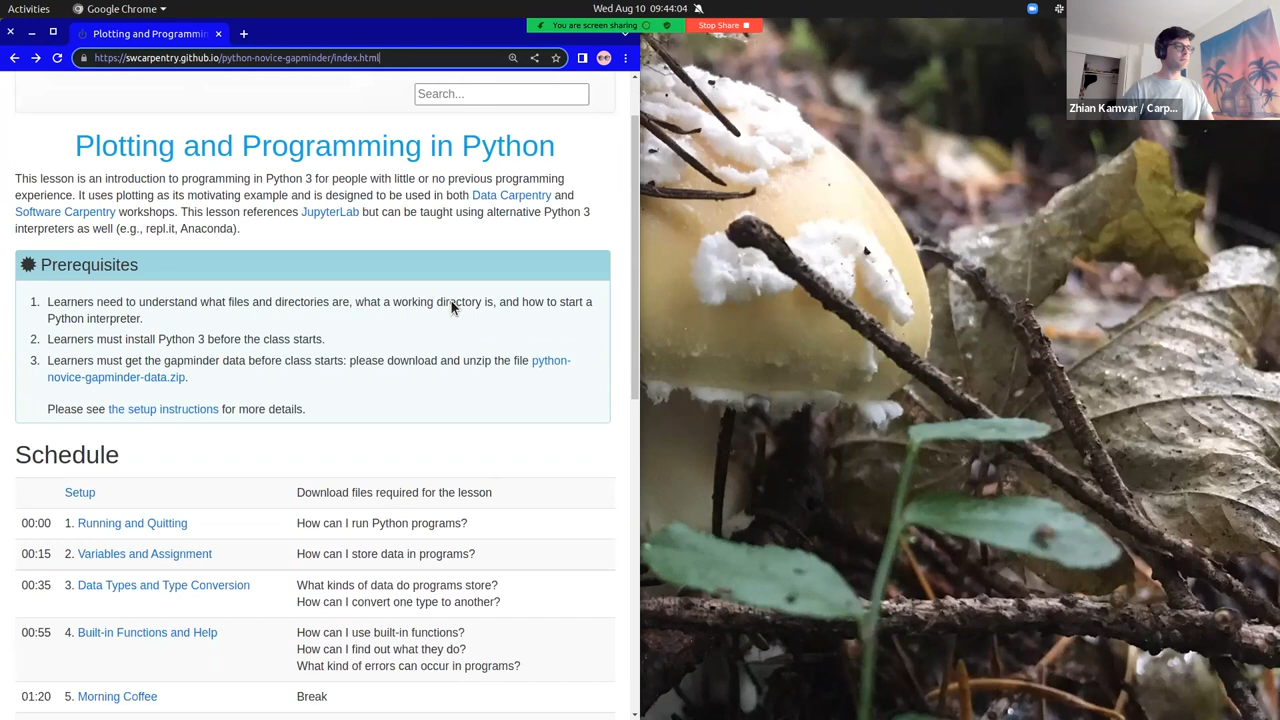 Activities
Google Chrome
Wed Aug 10 09:44:04
You are screen sharing
Stop Share
Plotting and Programmin
https://swcarpentry.github.io/python-novice-gapminder/index.html
Zhian Kamvar / Carp...
Search...
Plotting and Programming in Python
This lesson is an introduction to programming in Python 3 for people with little or no previous programming
experience. It uses plotting as its motivating example and is designed to be used in both Data Carpentry and
Software Carpentry workshops. This lesson references JupyterLab but can be taught using alternative Python 3
interpreters as well (e.g., repl.it, Anaconda).
Prerequisites
1. Learners need to understand what files and directories are, what a working directory is, and how to start a
Python interpreter.
2. Learners must install Python 3 before the class starts.
3. Learners must get the gapminder data before class starts: please download and unzip the file python-
novice-gapminder-data.zip.
Please see the setup instructions for more details.
Schedule
Setup Download files required for the lesson
00:00 1. Running and Quitting How can I run Python programs?
00:15 2. Variables and Assignment How can I store data in programs?
00:35 3. Data Types and Type Conversion What kinds of data do programs store?
How can I convert one type to another?
00:55 4. Built-in Functions and Help How can I use built-in functions?
How can I find out what they do?
What kind of errors can occur in programs?
01:20 5. Morning Coffee Break